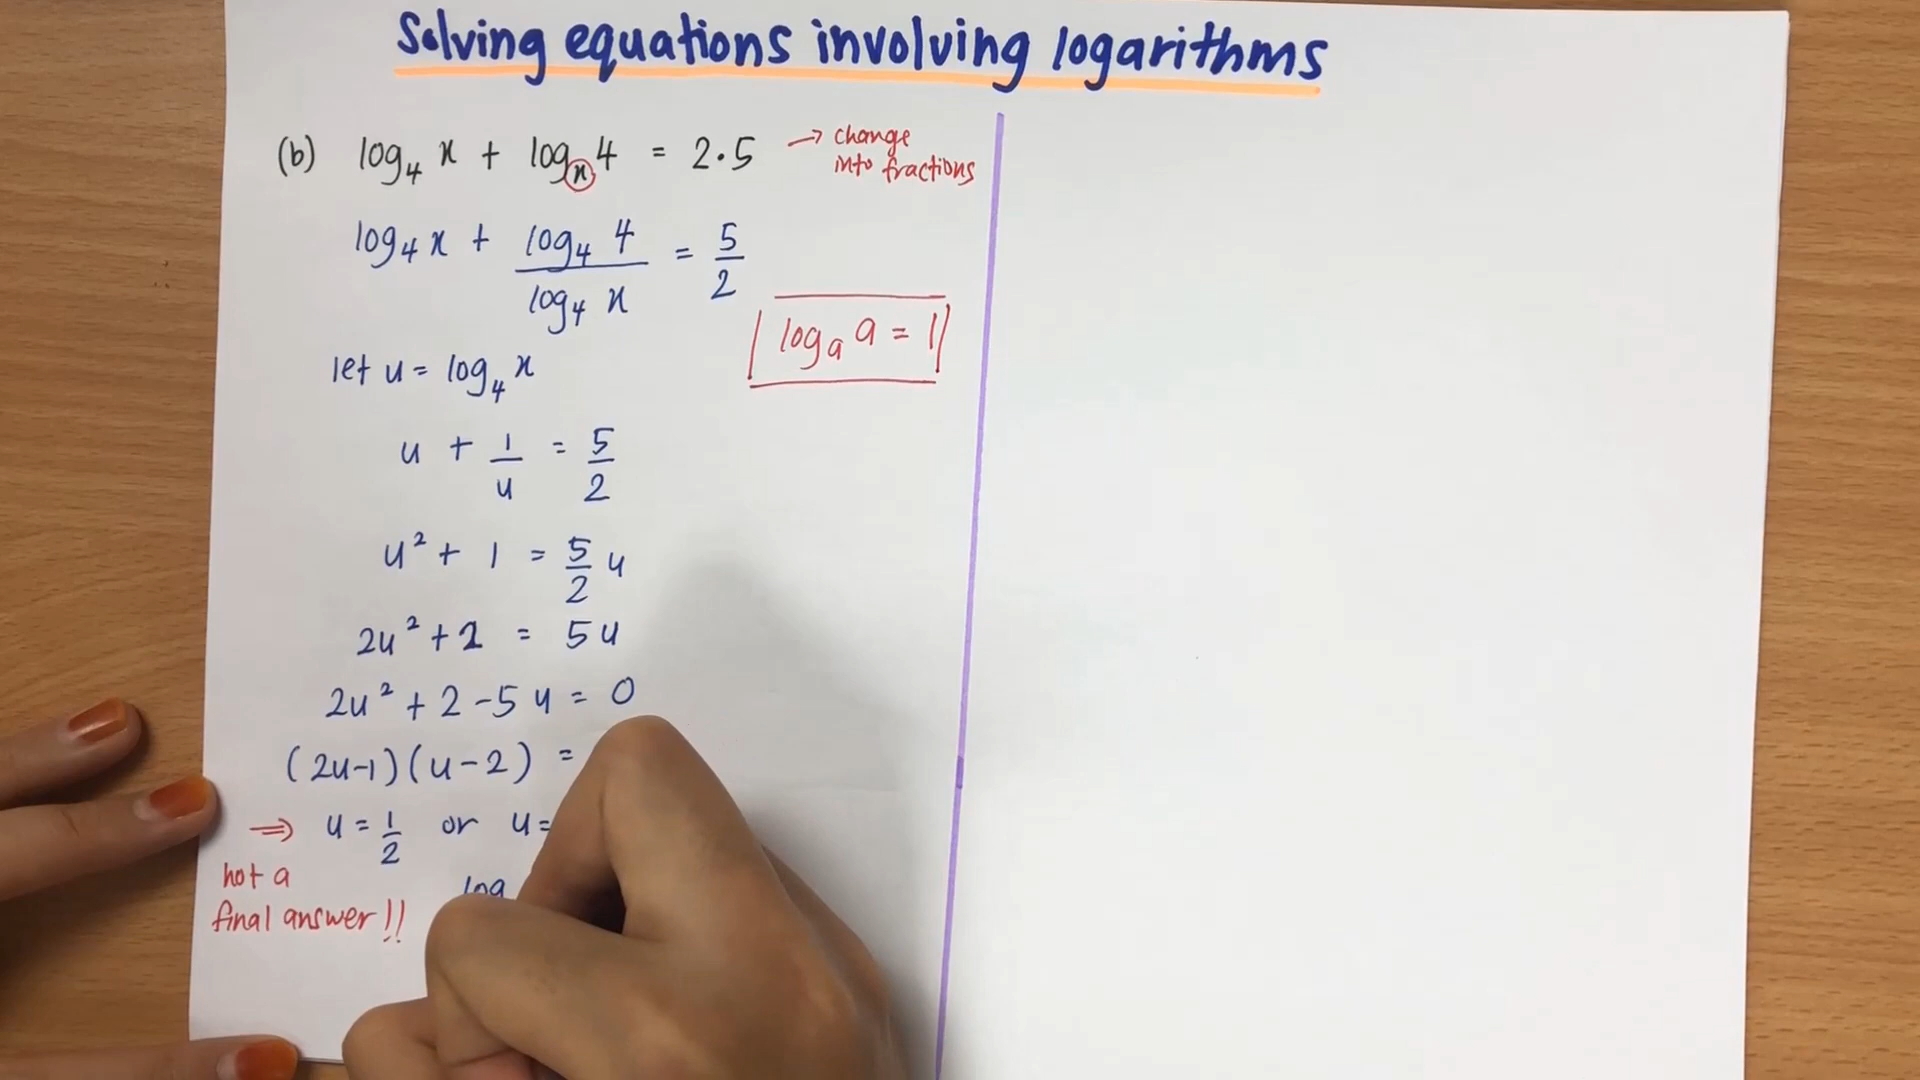 Solving equations involving logarithms
(b) log₄ x + logₓ 4 = 2.5 → change into fractions
log₄ x + log₄ 4 / log₄ x = 5/2
logₐ a = 1
let u = log₄ x
u + 1/u = 5/2
u² + 1 = 5/2 u
2u² + 2 = 5u
2u² + 2 - 5u = 0
(2u-1)(u-2) =
⇒ u = 1/2 or u =
not a
final answer!!
log